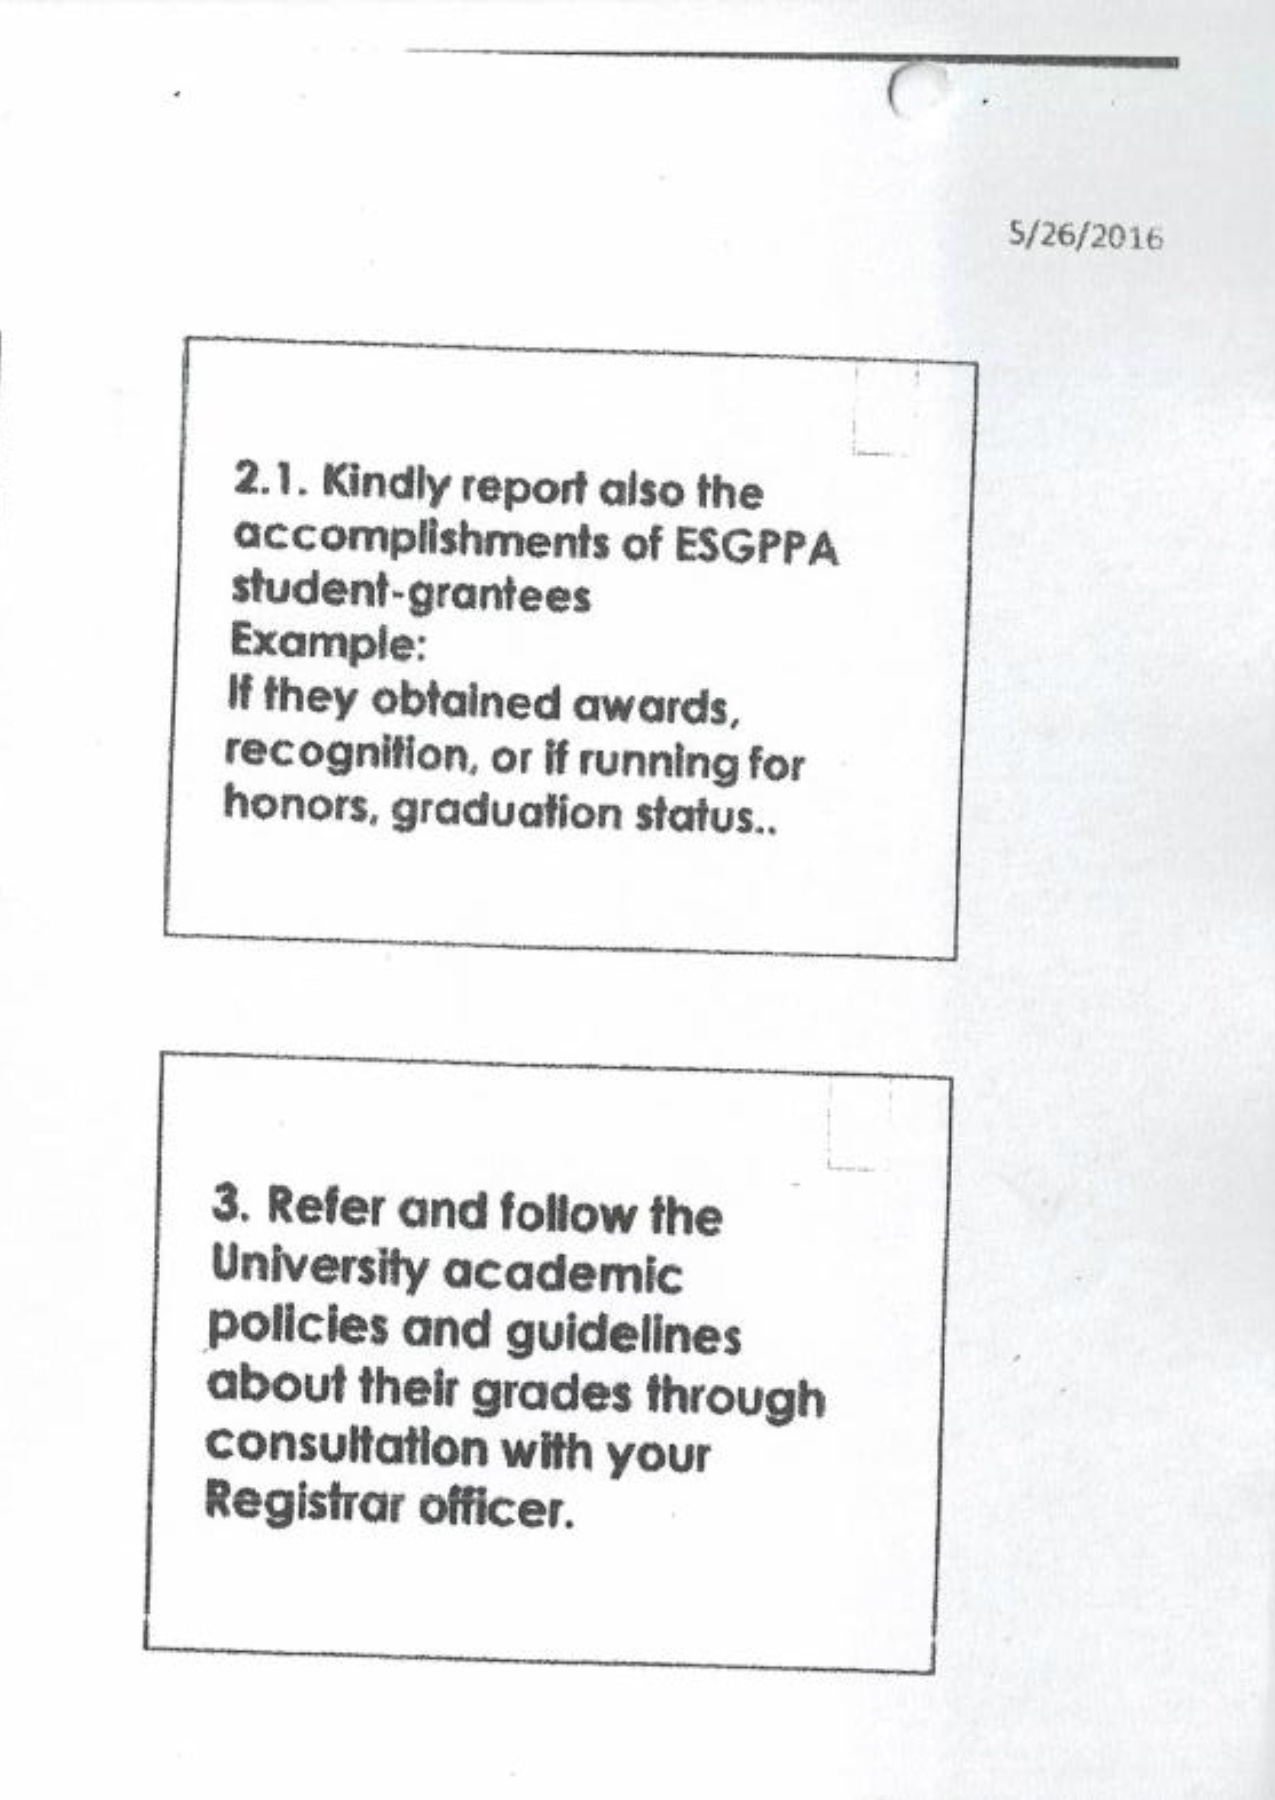 5/26/2016
2.1. Kindly report also the
accomplishments of ESGPPA
student-grantees
Example:
If they obtained awards,
recognition, or if running for
honors, graduation status..
3. Refer and follow the
University academic
policies and guidelines
about their grades through
consultation with your
Registrar officer.